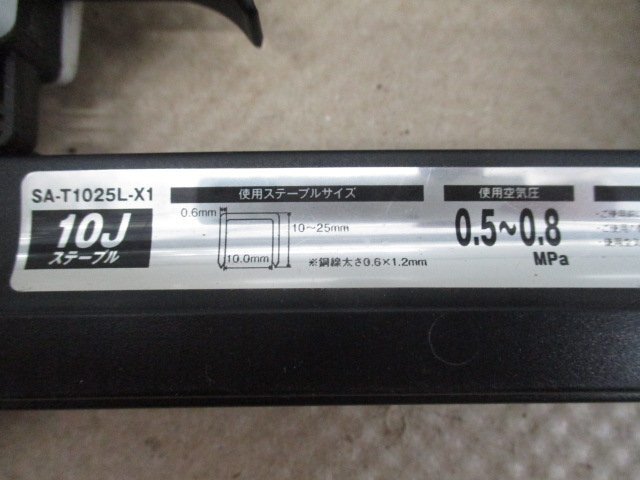 SA-T1025L-X1
10J
ステープル
使用ステープルサイズ
0.6mm
10～25mm
10.0mm
※鋼線太さ0.6×1.2mm
使用空気圧
0.5～0.8
MPa